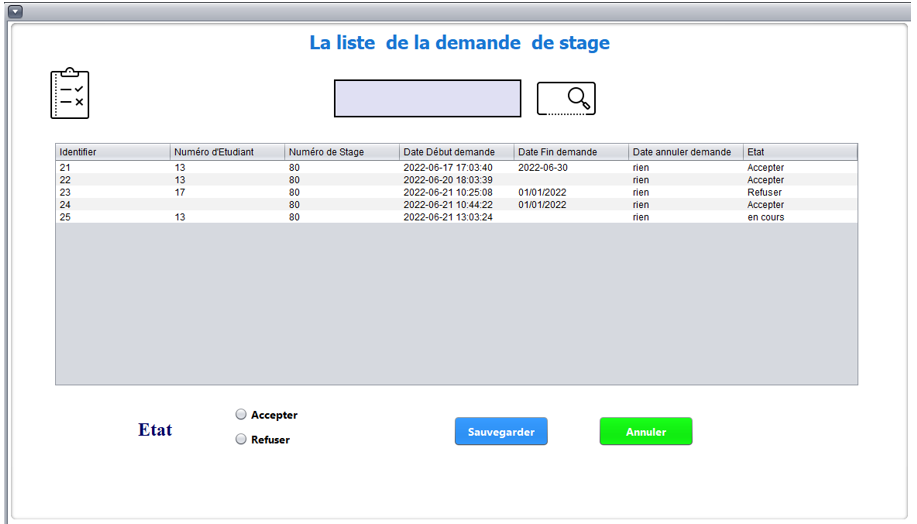 La liste de la demande de stage
Identifier Numéro d'Etudiant Numéro de Stage Date Début demande Date Fin demande Date annuler demande Etat
21 13 80 2022-06-17 17:03:40 2022-06-30 rien Accepter
22 13 80 2022-06-20 18:03:39 rien Accepter
23 17 80 2022-06-21 10:25:08 01/01/2022 rien Refuser
24 80 2022-06-21 10:44:22 01/01/2022 rien Accepter
25 13 80 2022-06-21 13:03:24 rien en cours
Etat
Accepter
Refuser
Sauvegarder
Annuler